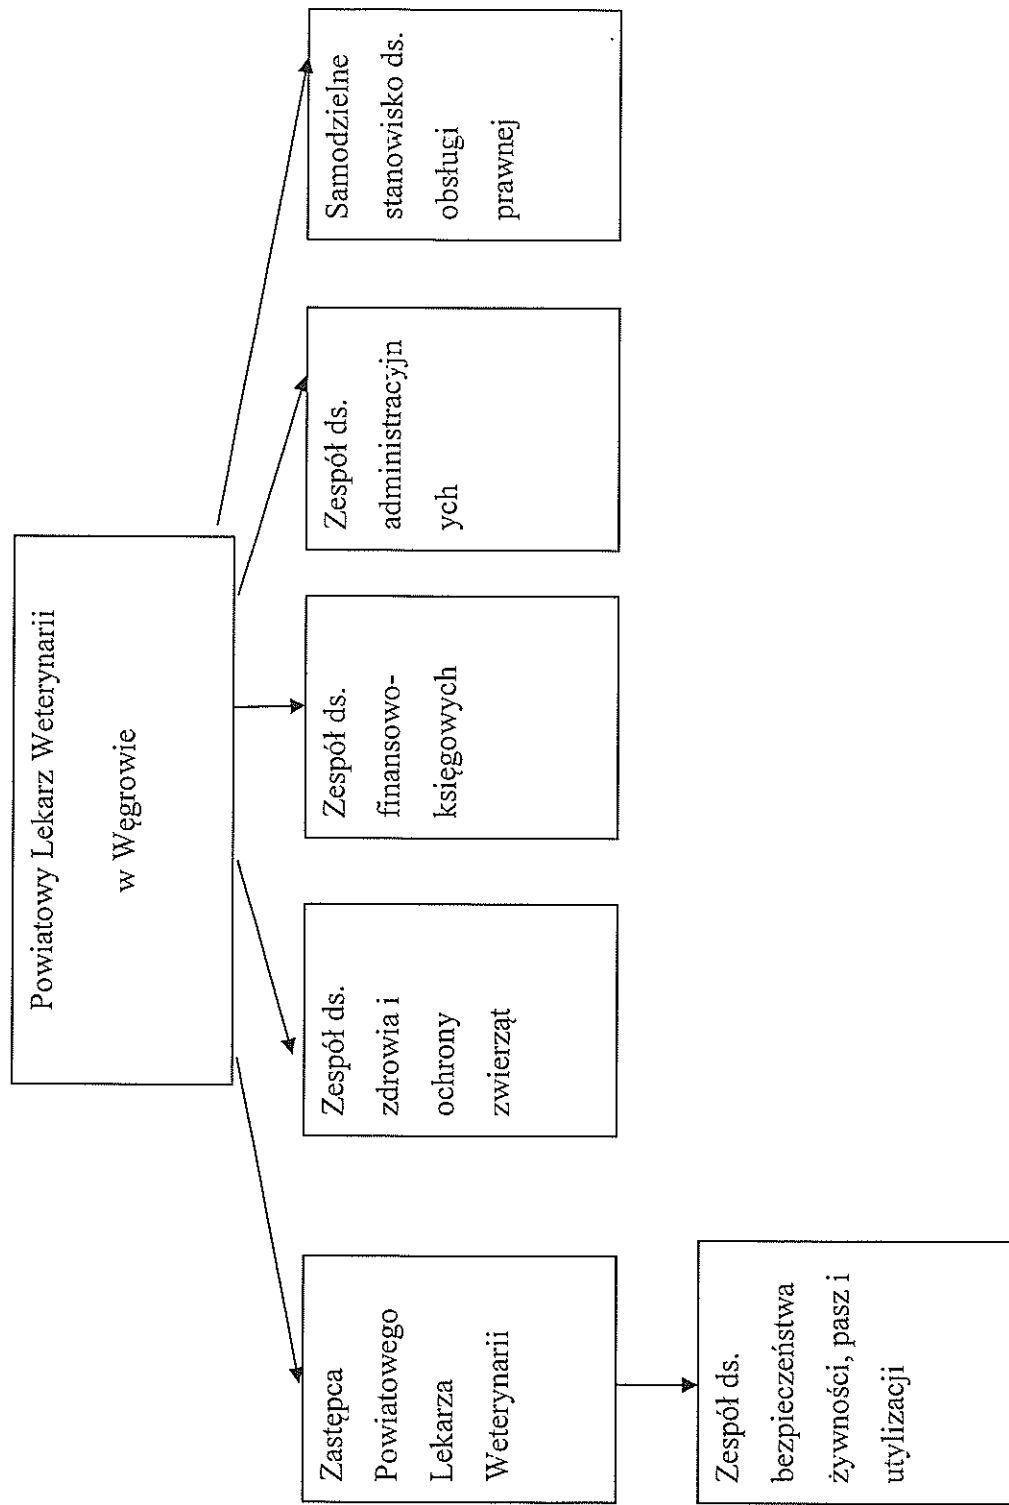 Powiatowy Lekarz Weterynarii
w Węgrowie
Zastępca
Powiatowego
Lekarza
Weterynarii
Zespół ds.
zdrowia i
ochrony
zwierząt
Zespół ds.
finansowo-
księgowych
Zespół ds.
administracyjn
ych
Samodzielne
stanowisko ds.
obsługi
prawnej
Zespół ds.
bezpieczeństwa
żywności, pasz i
utylizacji